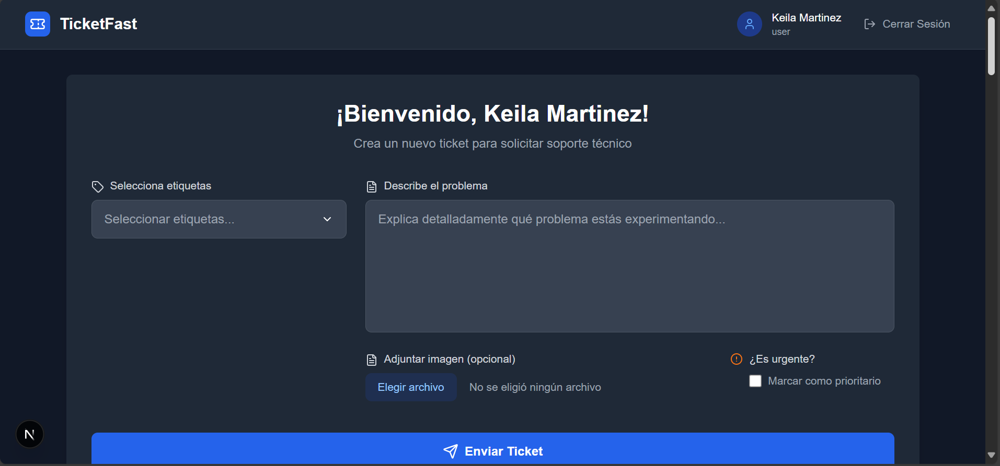 TicketFast
Keila Martinez
user
Cerrar Sesión
¡Bienvenido, Keila Martinez!
Crea un nuevo ticket para solicitar soporte técnico
Selecciona etiquetas
Seleccionar etiquetas...
Describe el problema
Explica detalladamente qué problema estás experimentando...
Adjuntar imagen (opcional)
Elegir archivo No se eligió ningún archivo
¿Es urgente?
Marcar como prioritario
N
Enviar Ticket